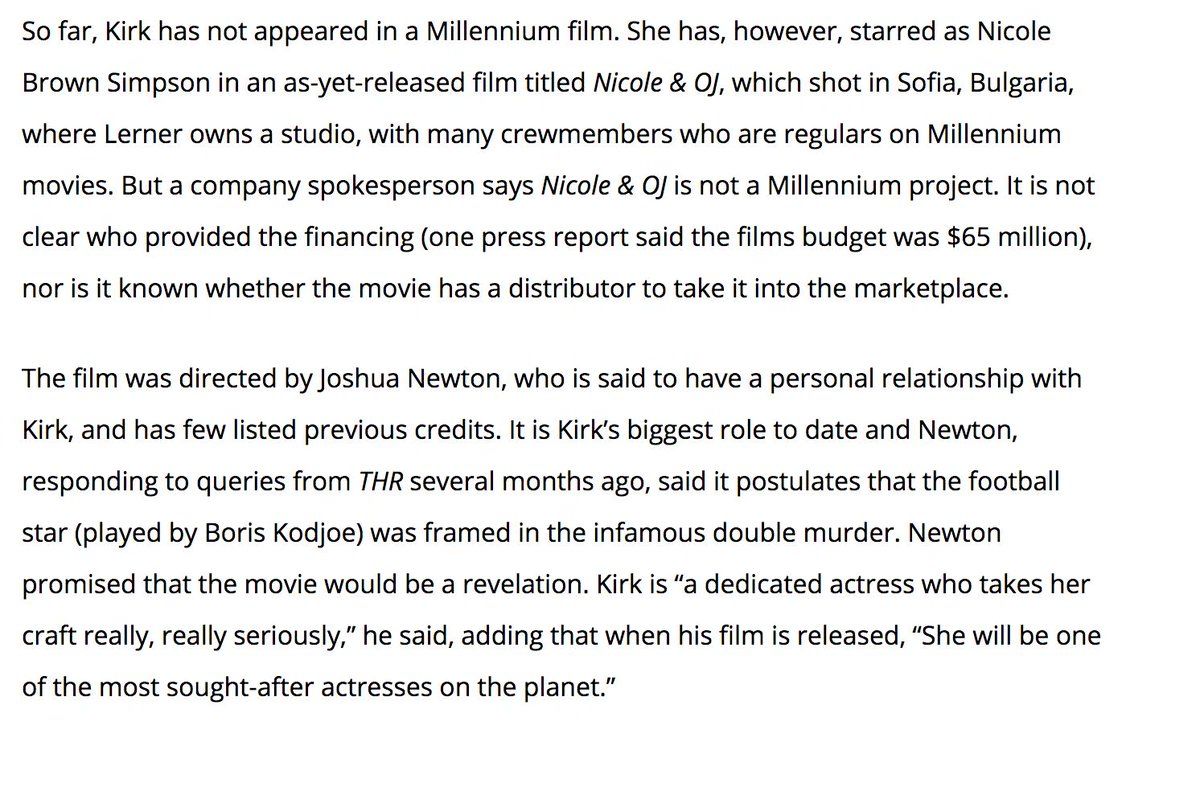 So far, Kirk has not appeared in a Millennium film. She has, however, starred as Nicole
Brown Simpson in an as-yet-released film titled Nicole & OJ, which shot in Sofia, Bulgaria,
where Lerner owns a studio, with many crewmembers who are regulars on Millennium
movies. But a company spokesperson says Nicole & OJ is not a Millennium project. It is not
clear who provided the financing (one press report said the films budget was $65 million),
nor is it known whether the movie has a distributor to take it into the marketplace.
The film was directed by Joshua Newton, who is said to have a personal relationship with
Kirk, and has few listed previous credits. It is Kirk’s biggest role to date and Newton,
responding to queries from THR several months ago, said it postulates that the football
star (played by Boris Kodjoe) was framed in the infamous double murder. Newton
promised that the movie would be a revelation. Kirk is “a dedicated actress who takes her
craft really, really seriously,” he said, adding that when his film is released, “She will be one
of the most sought-after actresses on the planet.”